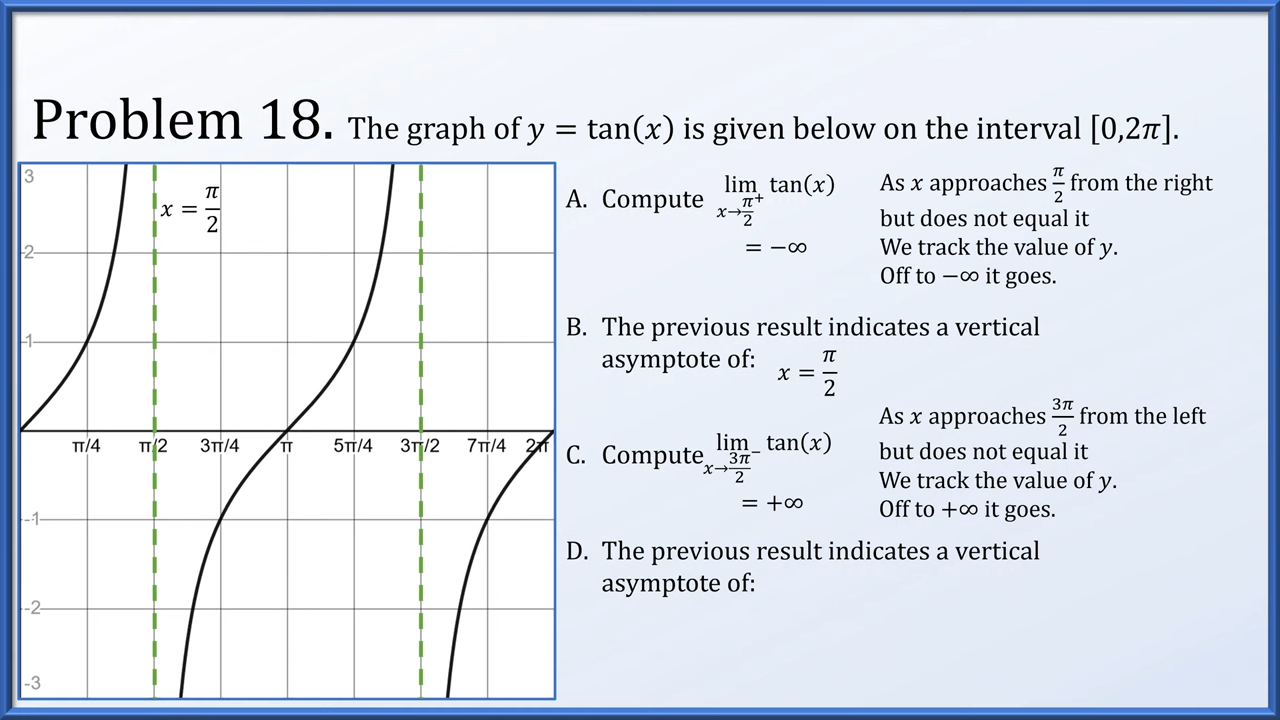 Problem 18. The graph of y = tan(x) is given below on the interval [0,2π].
3
2
1
-1
-2
-3
x = π/2
π/4 π/2 3π/4 π 5π/4 3π/2 7π/4 2π
A. Compute lim x→π/2⁺ tan(x)
= −∞
As x approaches π/2 from the right
but does not equal it
We track the value of y.
Off to −∞ it goes.
B. The previous result indicates a vertical
asymptote of: x = π/2
C. Compute lim x→3π/2⁻ tan(x)
= +∞
As x approaches 3π/2 from the left
but does not equal it
We track the value of y.
Off to +∞ it goes.
D. The previous result indicates a vertical
asymptote of: